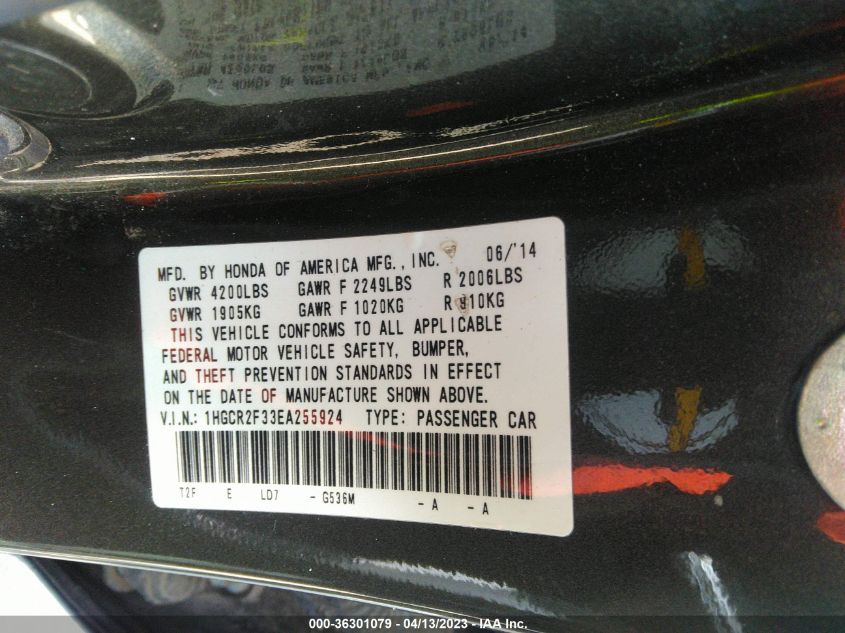 MFD. BY HONDA OF AMERICA MFG., INC. 06/'14
GVWR 4200LBS GAWR F 2249LBS R 2006LBS
GVWR 1905KG GAWR F 1020KG R 910KG
THIS VEHICLE CONFORMS TO ALL APPLICABLE
FEDERAL MOTOR VEHICLE SAFETY, BUMPER,
AND THEFT PREVENTION STANDARDS IN EFFECT
ON THE DATE OF MANUFACTURE SHOWN ABOVE.
V.I.N.: 1HGCR2F33EA255924 TYPE: PASSENGER CAR
T2F E LD7 - G536M - A - A
000-36301079 - 04/13/2023 - IAA Inc.